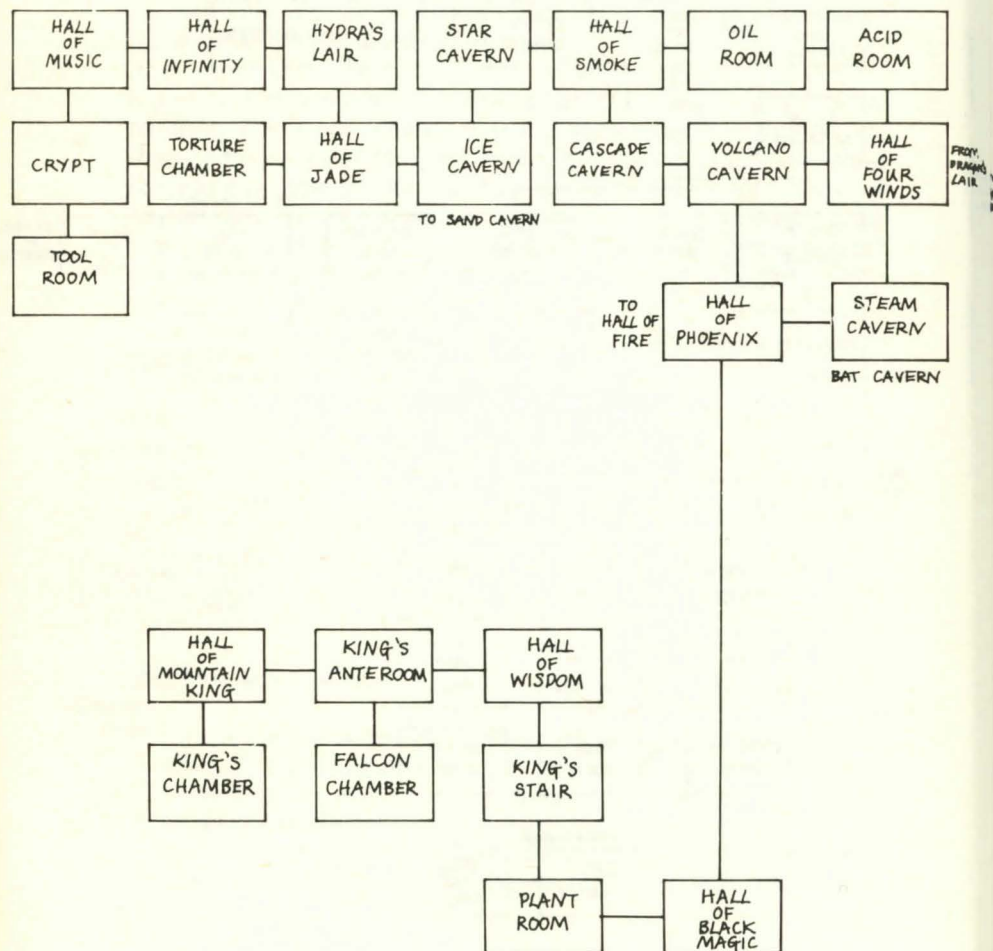 HALL
OF
MUSIC
HALL
OF
INFINITY
HYDRA'S
LAIR
STAR
CAVERN
HALL
OF
SMOKE
OIL
ROOM
ACID
ROOM
CRYPT
TORTURE
CHAMBER
HALL
OF
JADE
ICE
CAVERN
CASCADE
CAVERN
VOLCANO
CAVERN
HALL
OF
FOUR
WINDS
FROM
LAIR
TO SAND CAVERN
TOOL
ROOM
TO
HALL OF
FIRE
HALL
OF
PHOENIX
STEAM
CAVERN
BAT CAVERN
HALL
OF
MOUNTAIN
KING
KING'S
ANTEROOM
HALL
OF
WISDOM
KING'S
CHAMBER
FALCON
CHAMBER
KING'S
STAIR
PLANT
ROOM
HALL
OF
BLACK
MAGIC